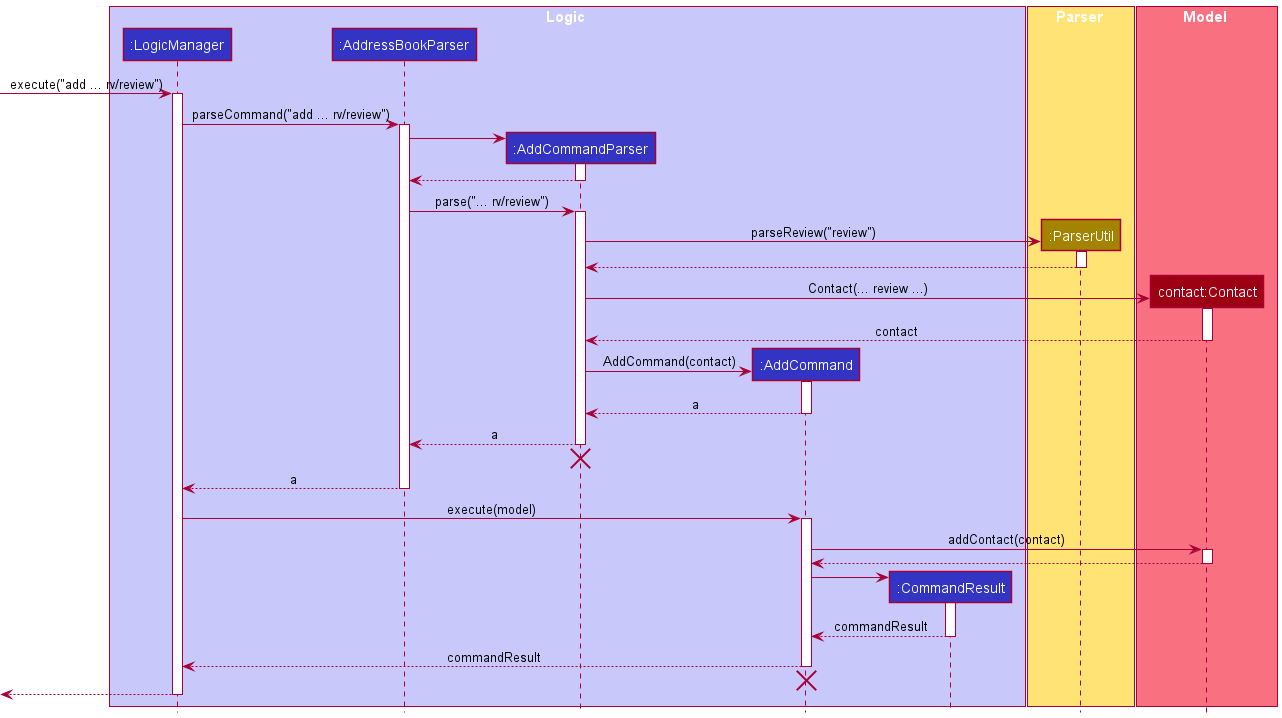 Logic
Parser
Model
:LogicManager
:AddressBookParser
execute("add ... rv/review")
parseCommand("add ... rv/review")
:AddCommandParser
parse("... rv/review")
parseReview("review")
:ParserUtil
Contact(... review ...)
contact:Contact
contact
AddCommand(contact)
:AddCommand
a
a
a
execute(model)
addContact(contact)
:CommandResult
commandResult
commandResult